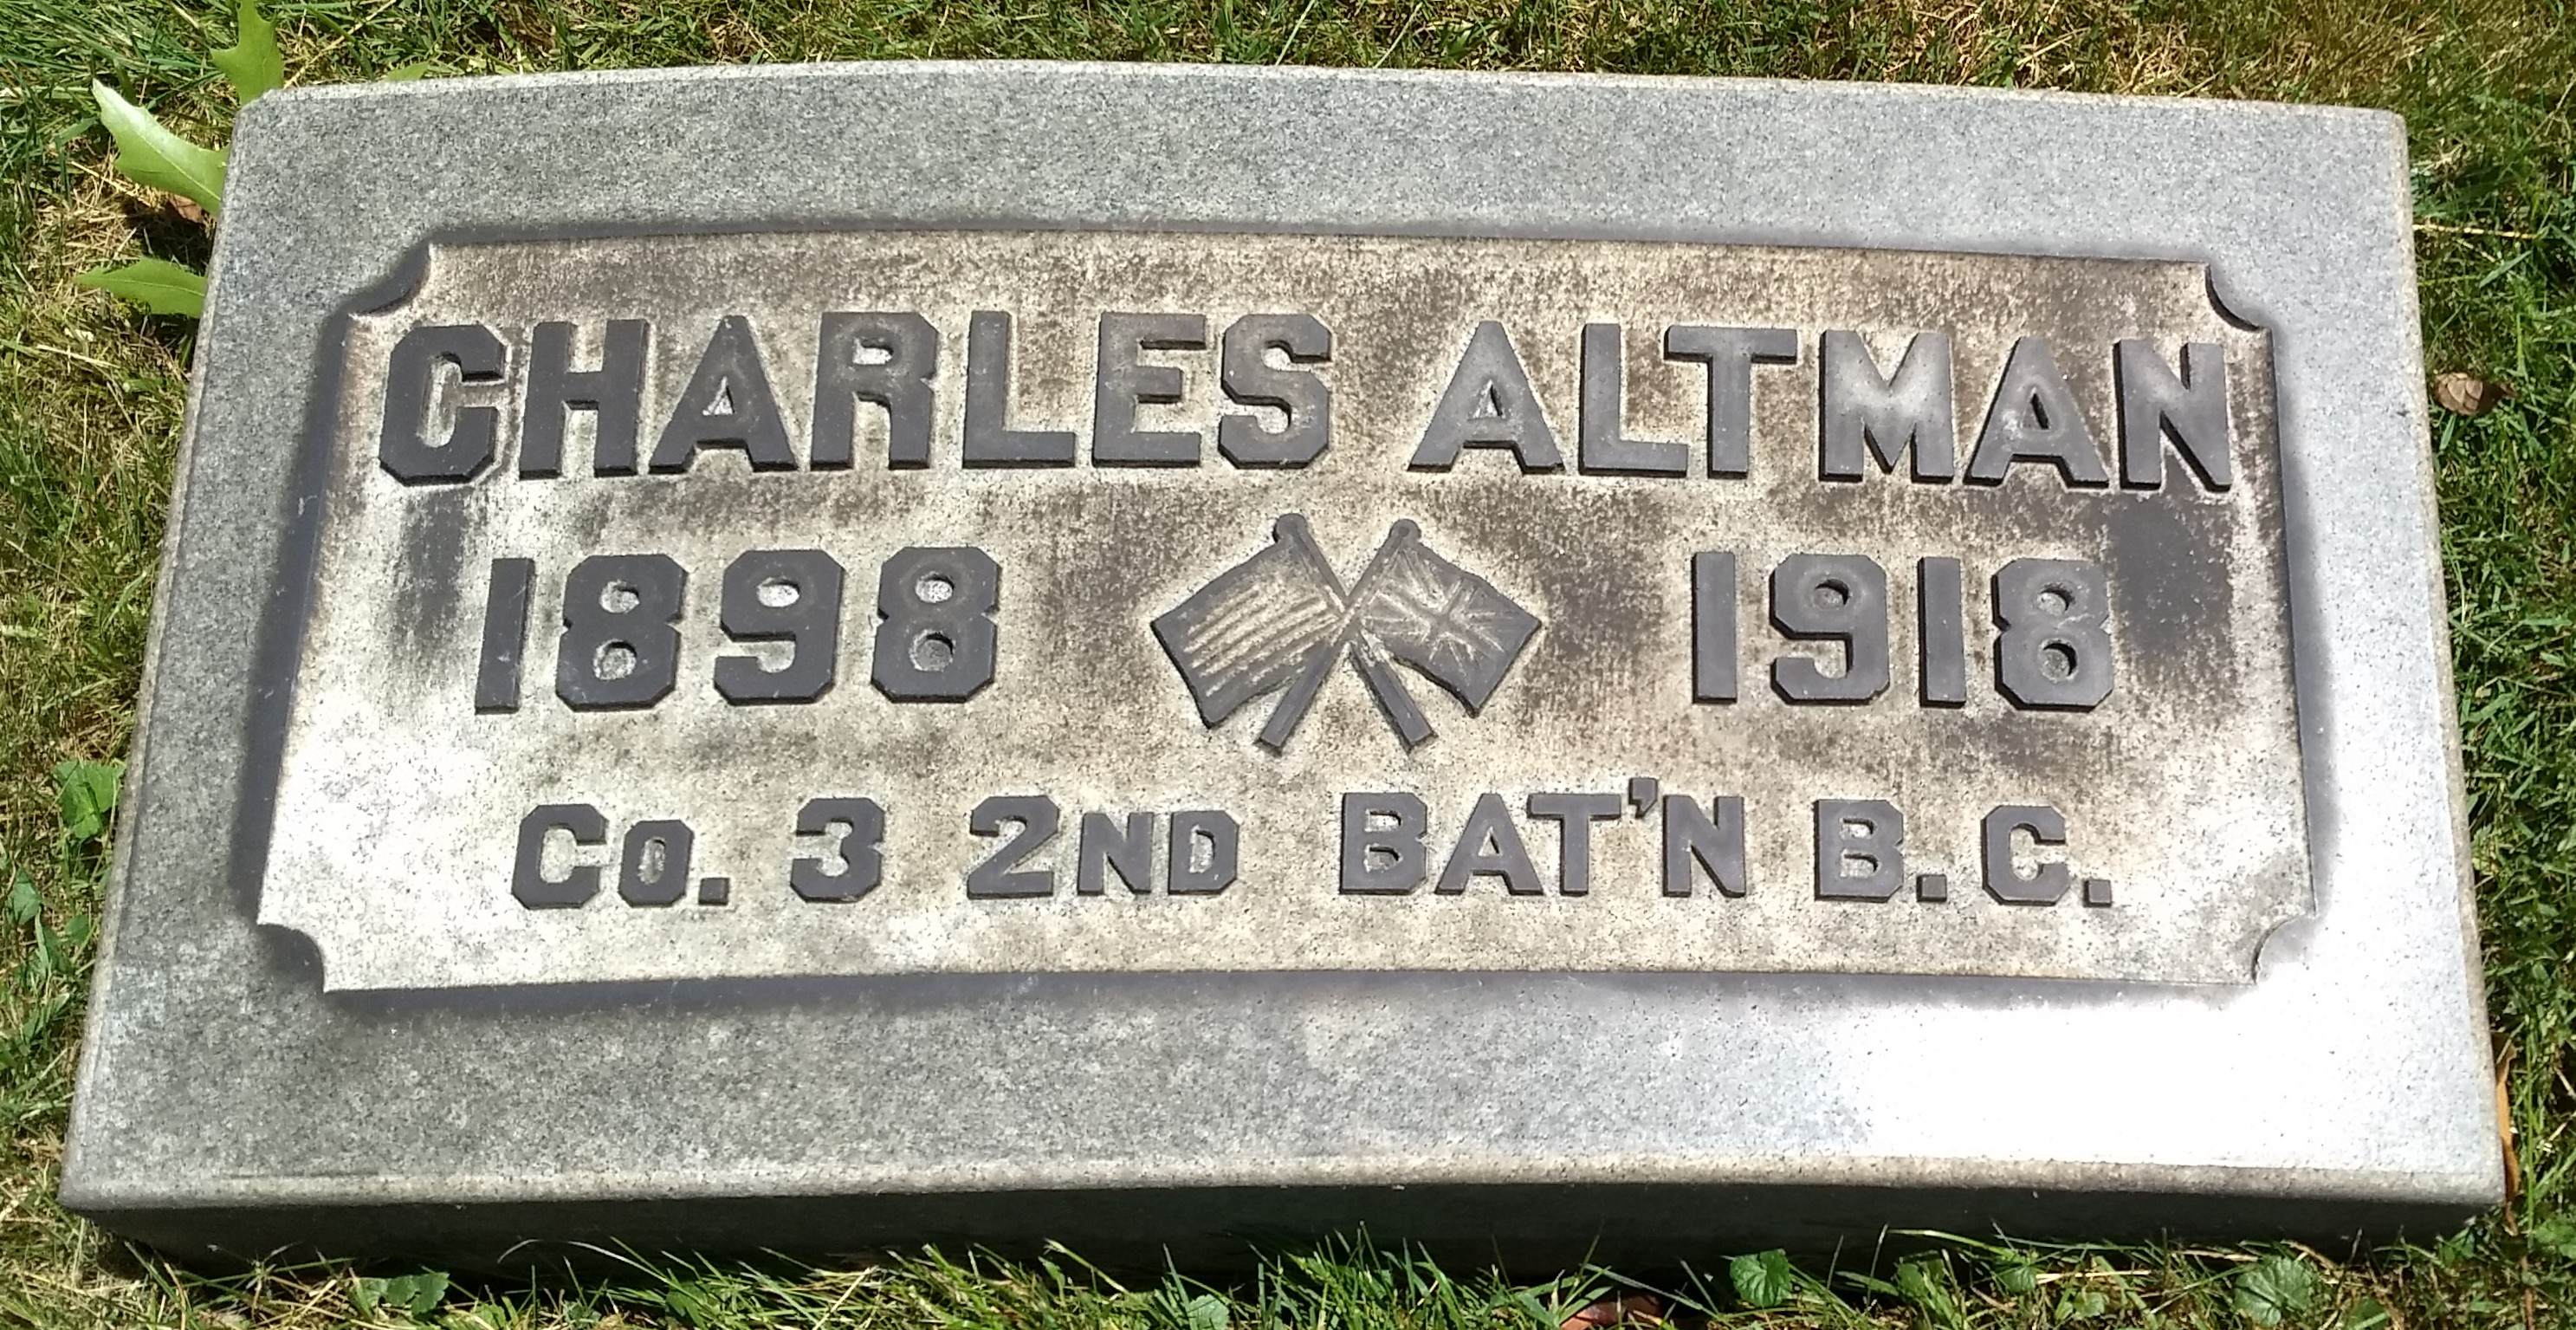 CHARLES ALTMAN
1898 1918
Co. 3 2ND BAT'N B.C.